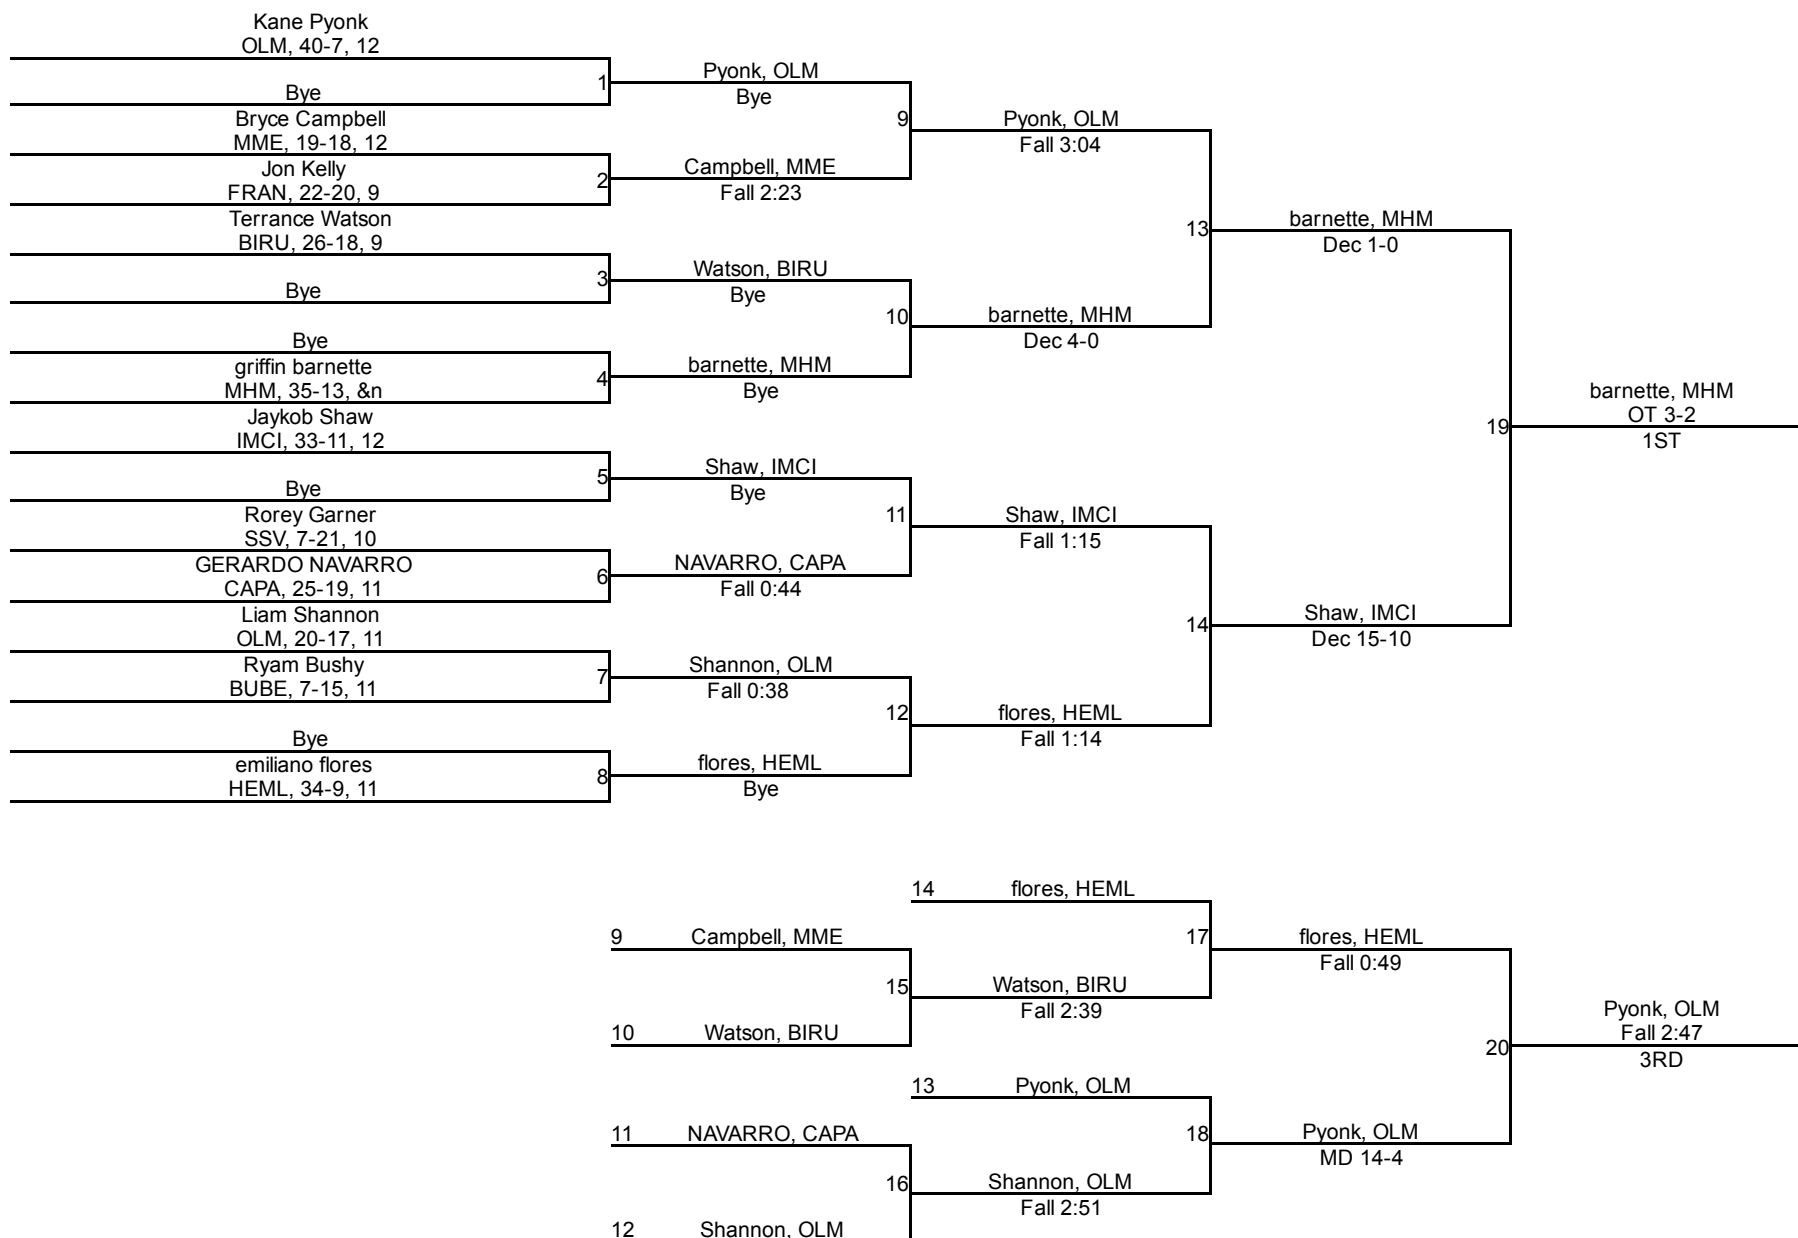 Kane Pyonk
OLM, 40-7, 12
1
Bye
Pyonk, OLM
Bye
Bryce Campbell
MME, 19-18, 12
2
Jon Kelly
FRAN, 22-20, 9
Campbell, MME
Fall 2:23
9
Pyonk, OLM
Fall 3:04
Terrance Watson
BIRU, 26-18, 9
3
Bye
Watson, BIRU
Bye
Bye
4
griffin barnette
MHM, 35-13, &n
barnette, MHM
Bye
10
barnette, MHM
Dec 4-0
13
barnette, MHM
Dec 1-0
Jaykob Shaw
IMCI, 33-11, 12
5
Bye
Shaw, IMCI
Bye
Rorey Garner
SSV, 7-21, 10
6
GERARDO NAVARRO
CAPA, 25-19, 11
NAVARRO, CAPA
Fall 0:44
11
Shaw, IMCI
Fall 1:15
Liam Shannon
OLM, 20-17, 11
7
Ryam Bushy
BUBE, 7-15, 11
Shannon, OLM
Fall 0:38
Bye
8
emiliano flores
HEML, 34-9, 11
flores, HEML
Bye
12
flores, HEML
Fall 1:14
14
Shaw, IMCI
Dec 15-10
19
barnette, MHM
OT 3-2
1ST
14 flores, HEML
9 Campbell, MME
15
10 Watson, BIRU
Watson, BIRU
Fall 2:39
17
flores, HEML
Fall 0:49
13 Pyonk, OLM
11 NAVARRO, CAPA
16
12 Shannon, OLM
Shannon, OLM
Fall 2:51
18
Pyonk, OLM
MD 14-4
20
Pyonk, OLM
Fall 2:47
3RD